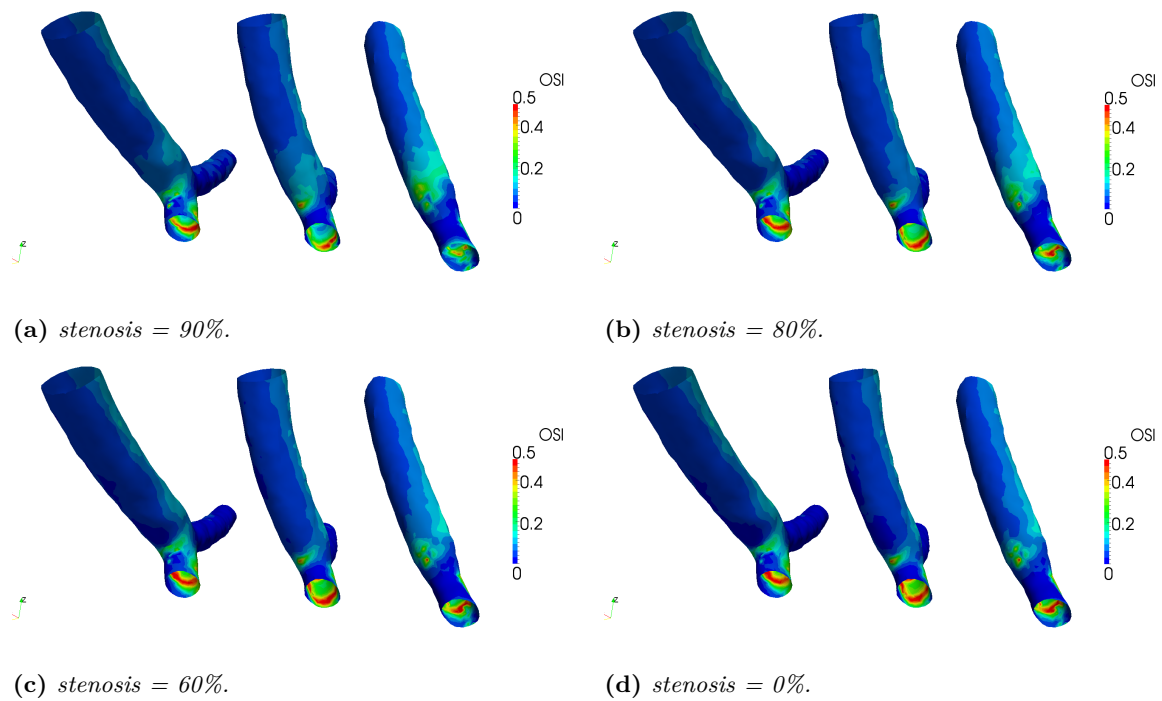 OSI
0.5
0.4
0.2
0
z
(a) stenosis = 90%.
OSI
0.5
0.4
0.2
0
z
(b) stenosis = 80%.
OSI
0.5
0.4
0.2
0
z
(c) stenosis = 60%.
OSI
0.5
0.4
0.2
0
z
(d) stenosis = 0%.